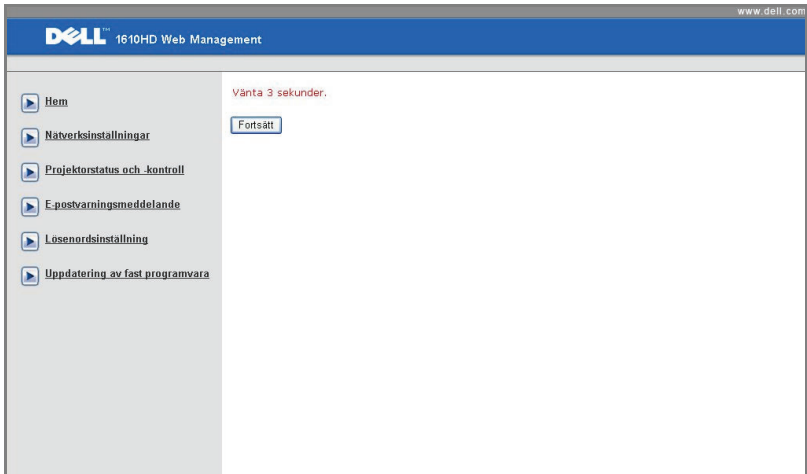 www.dell.com
DELL™ 1610HD Web Management
Hem
Nätverksinställningar
Projektorstatus och -kontroll
E-postvarningsmeddelande
Lösenordsinställning
Uppdatering av fast programvara
Vänta 3 sekunder.
Fortsätt